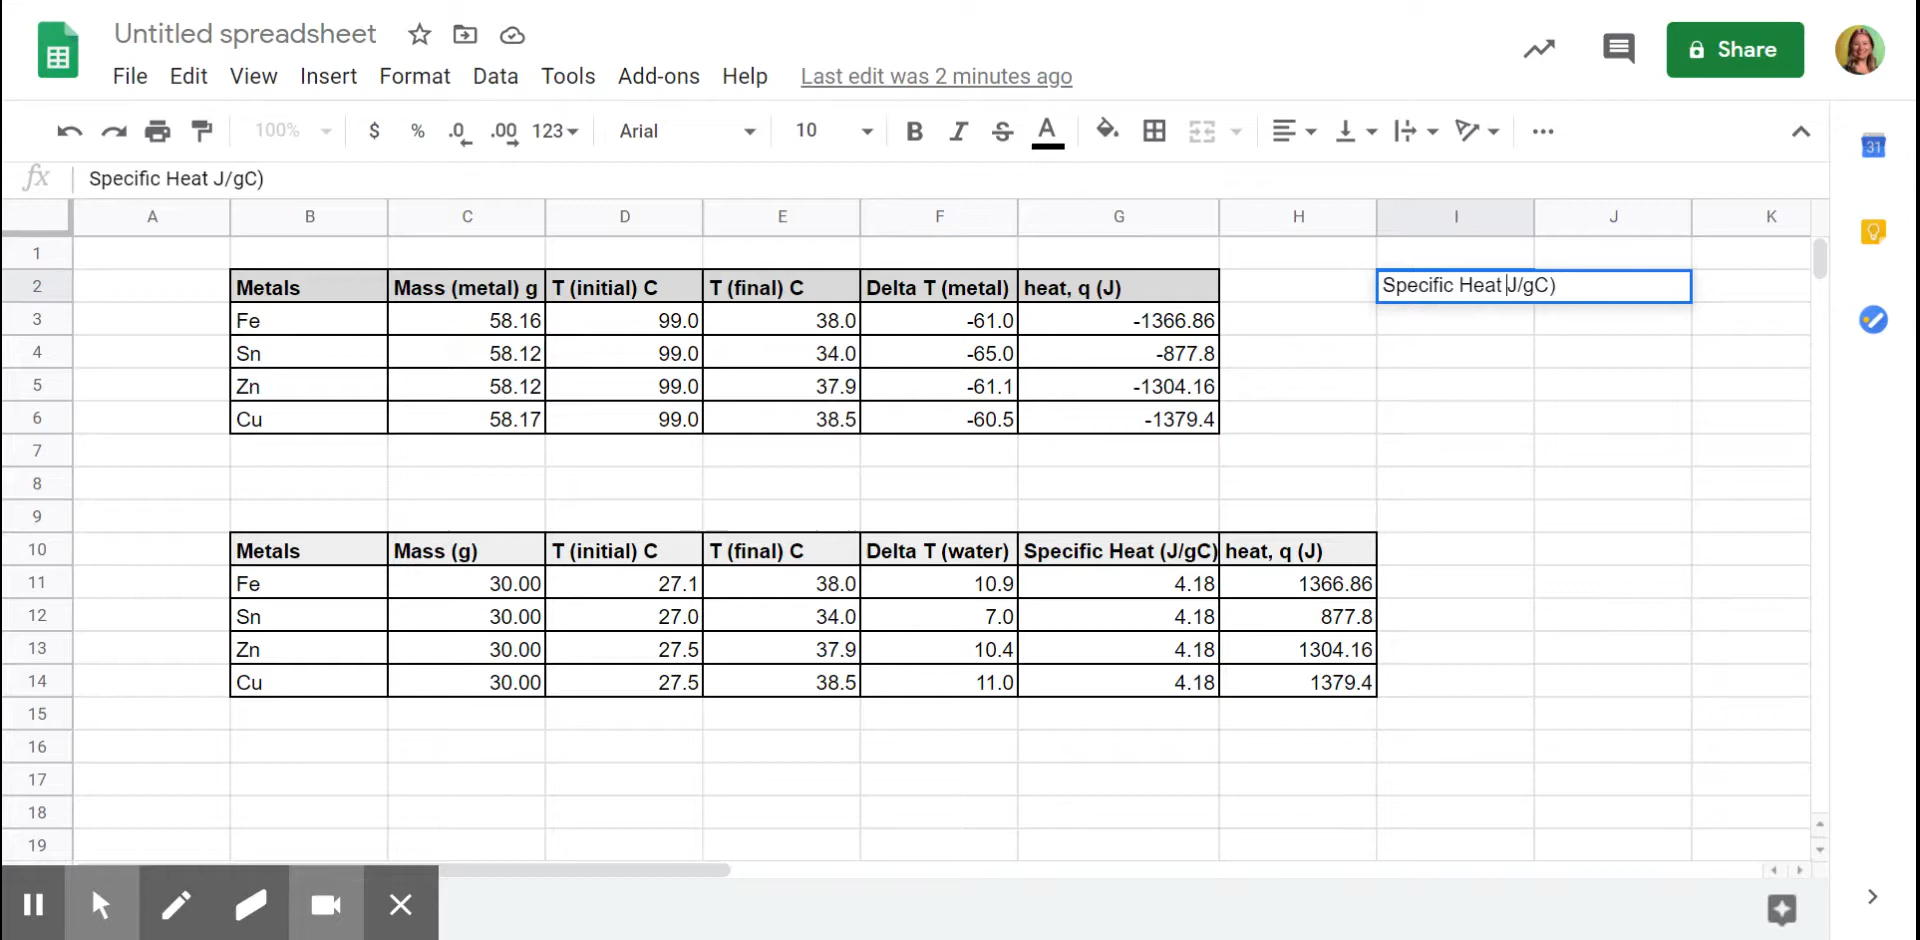 Untitled spreadsheet
File Edit View Insert Format Data Tools Add-ons Help Last edit was 2 minutes ago
Share
100% $ % .0 .00 123 Arial 10 B I S A
31
fx Specific Heat J/gC)
A B C D E F G H I J K
1
2 Metals Mass (metal) g T (initial) C T (final) C Delta T (metal) heat, q (J) Specific Heat J/gC)
3 Fe 58.16 99.0 38.0 -61.0 -1366.86
4 Sn 58.12 99.0 34.0 -65.0 -877.8
5 Zn 58.12 99.0 37.9 -61.1 -1304.16
6 Cu 58.17 99.0 38.5 -60.5 -1379.4
7
8
9
10 Metals Mass (g) T (initial) C T (final) C Delta T (water) Specific Heat (J/gC) heat, q (J)
11 Fe 30.00 27.1 38.0 10.9 4.18 1366.86
12 Sn 30.00 27.0 34.0 7.0 4.18 877.8
13 Zn 30.00 27.5 37.9 10.4 4.18 1304.16
14 Cu 30.00 27.5 38.5 11.0 4.18 1379.4
15
16
17
18
19